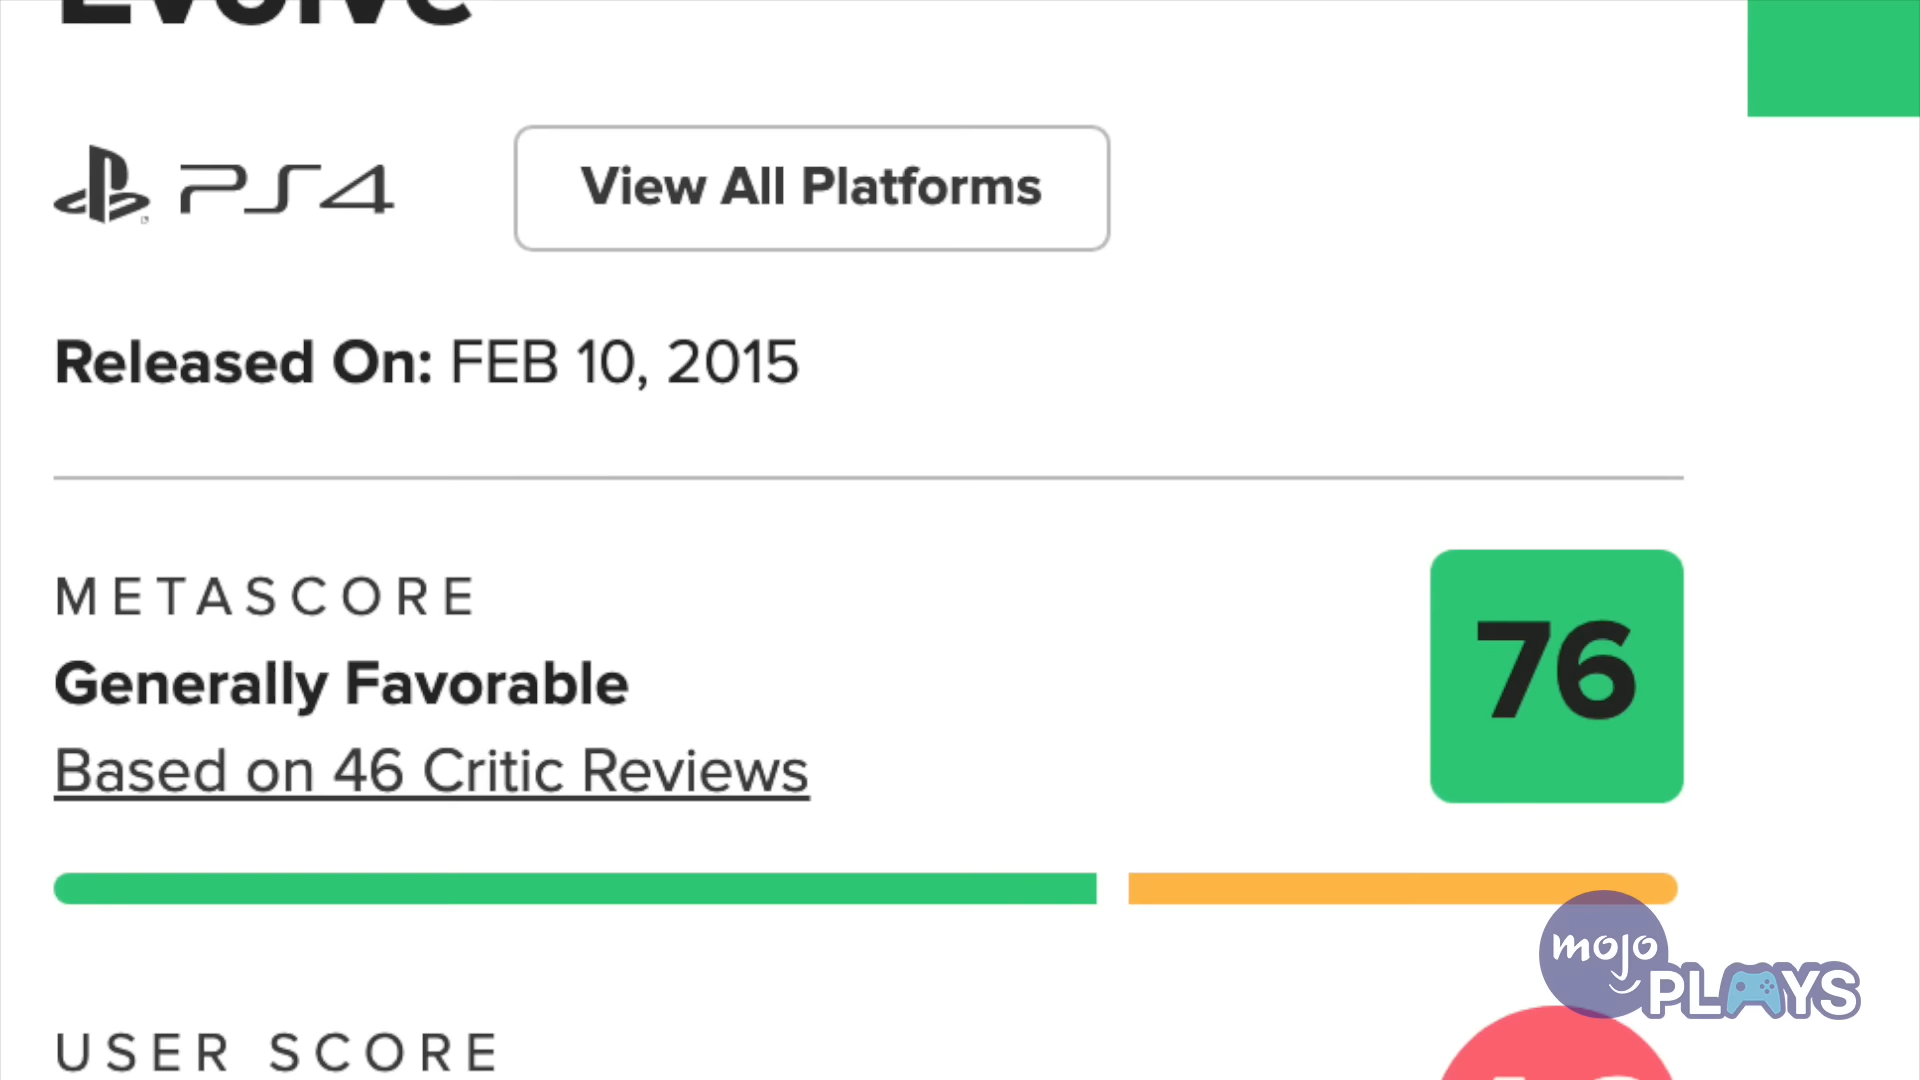 Evolve
PS4
View All Platforms
Released On: FEB 10, 2015
METASCORE
Generally Favorable
76
Based on 46 Critic Reviews
mojo
PLAYS
USER SCORE